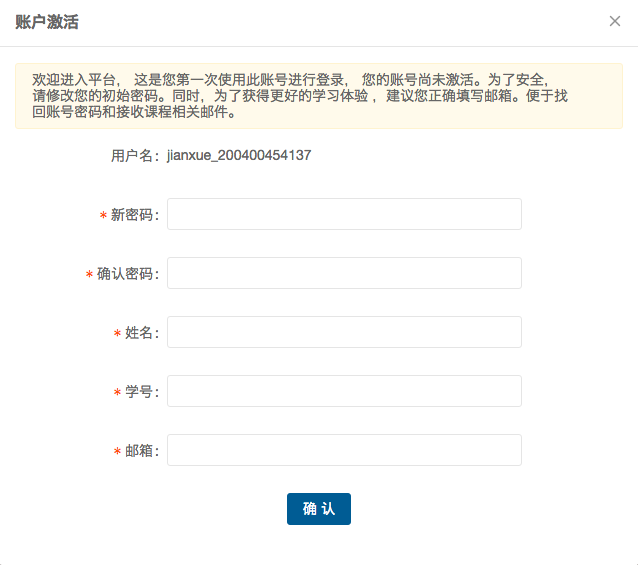 账户激活
欢迎进入平台， 这是您第一次使用此账号进行登录， 您的账号尚未激活。为了安全，
请修改您的初始密码。同时，为了获得更好的学习体验 ，建议您正确填写邮箱。便于找
回账号密码和接收课程相关邮件。
用户名：jianxue_200400454137
* 新密码：
* 确认密码：
* 姓名：
* 学号：
* 邮箱：
确 认